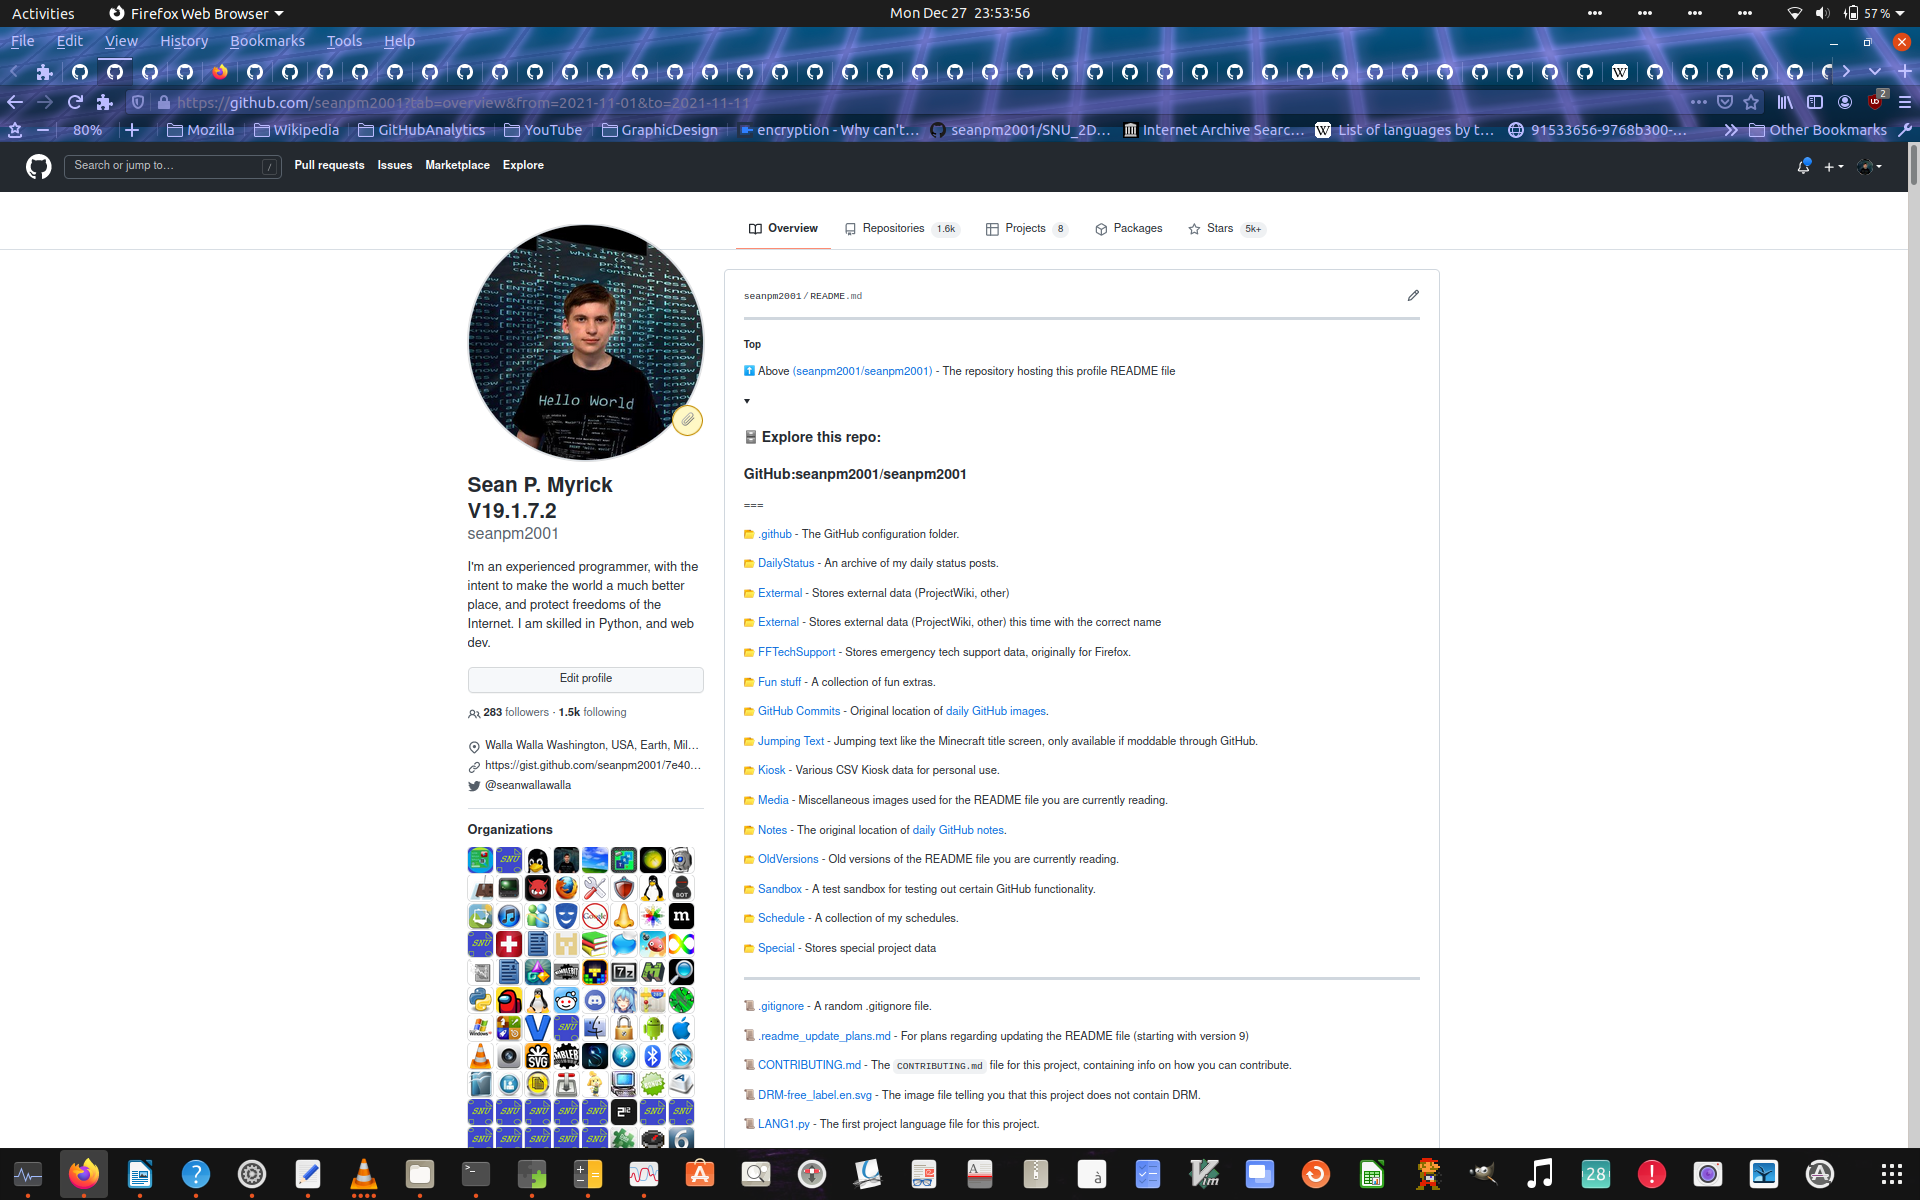 Activities
Firefox Web Browser
Mon Dec 27  23:53:56
57 %
File Edit View History Bookmarks Tools Help
https://github.com/seanpm2001?tab=overview&from=2021-11-01&to=2021-11-11
2
80%
Mozilla
Wikipedia
GitHubAnalytics
YouTube
GraphicDesign
encryption - Why can't…
seanpm2001/SNU_2D…
Internet Archive Searc…
List of languages by t…
91533656-9768b300-…
Other Bookmarks
Search or jump to…
/
Pull requests
Issues
Marketplace
Explore
Overview
Repositories 1.6k
Projects 8
Packages
Stars 5k+
Hello World
Sean P. Myrick
V19.1.7.2
seanpm2001
I'm an experienced programmer, with the
intent to make the world a much better
place, and protect freedoms of the
Internet. I am skilled in Python, and web
dev.
Edit profile
283 followers · 1.5k following
Walla Walla Washington, USA, Earth, Mil…
https://gist.github.com/seanpm2001/7e40…
@seanwallawalla
Organizations
seanpm2001/README.md
Top
Above (seanpm2001/seanpm2001) - The repository hosting this profile README file
Explore this repo:
GitHub:seanpm2001/seanpm2001
===
.github - The GitHub configuration folder.
DailyStatus - An archive of my daily status posts.
Extermal - Stores external data (ProjectWiki, other)
External - Stores external data (ProjectWiki, other) this time with the correct name
FFTechSupport - Stores emergency tech support data, originally for Firefox.
Fun stuff - A collection of fun extras.
GitHub Commits - Original location of daily GitHub images.
Jumping Text - Jumping text like the Minecraft title screen, only available if moddable through GitHub.
Kiosk - Various CSV Kiosk data for personal use.
Media - Miscellaneous images used for the README file you are currently reading.
Notes - The original location of daily GitHub notes.
OldVersions - Old versions of the README file you are currently reading.
Sandbox - A test sandbox for testing out certain GitHub functionality.
Schedule - A collection of my schedules.
Special - Stores special project data
.gitignore - A random .gitignore file.
.readme_update_plans.md - For plans regarding updating the README file (starting with version 9)
CONTRIBUTING.md - The CONTRIBUTING.md file for this project, containing info on how you can contribute.
DRM-free_label.en.svg - The image file telling you that this project does not contain DRM.
LANG1.py - The first project language file for this project.
28